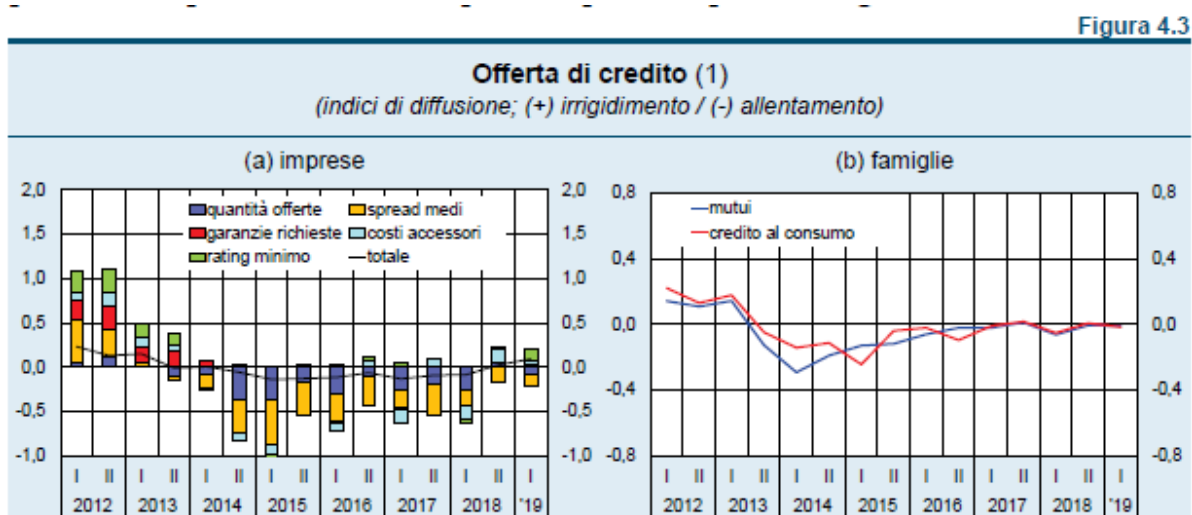 Figura 4.3
Offerta di credito (1)
(indici di diffusione; (+) irrigidimento / (-) allentamento)
(a) imprese
2,0
1,5
1,0
0,5
0,0
-0,5
-1,0
quantità offerte
spread medi
garanzie richieste
costi accessori
rating minimo
totale
2,0
1,5
1,0
0,5
0,0
-0,5
-1,0
I II I II I II I II I II I II I II I
2012 2013 2014 2015 2016 2017 2018 '19
(b) famiglie
0,8
0,4
0,0
-0,4
-0,8
mutui
credito al consumo
0,8
0,4
0,0
-0,4
-0,8
I II I II I II I II I II I II I II I
2012 2013 2014 2015 2016 2017 2018 '19